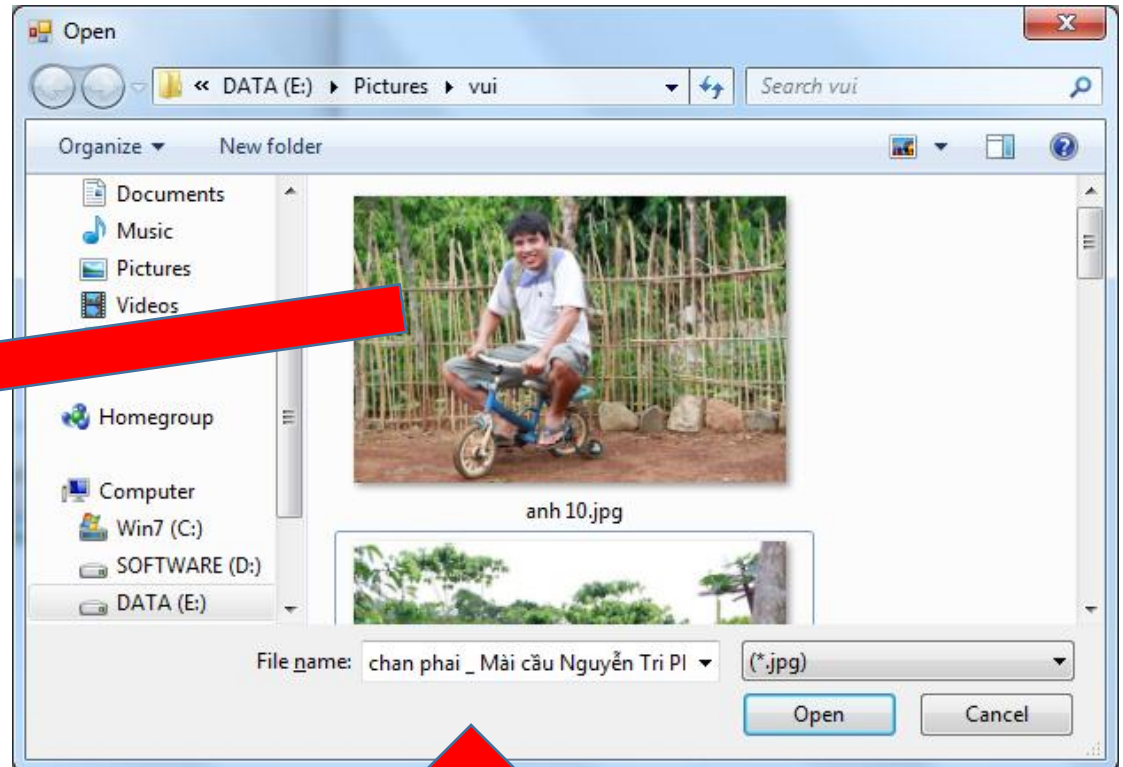 Open
« DATA (E:) ▸ Pictures ▸ vui
Search vui
Organize
New folder
Documents
Music
Pictures
Videos
Homegroup
Computer
Win7 (C:)
SOFTWARE (D:)
DATA (E:)
anh 10.jpg
File name: chan phai _ Mài cầu Nguyễn Tri Pl
(*.jpg)
Open
Cancel